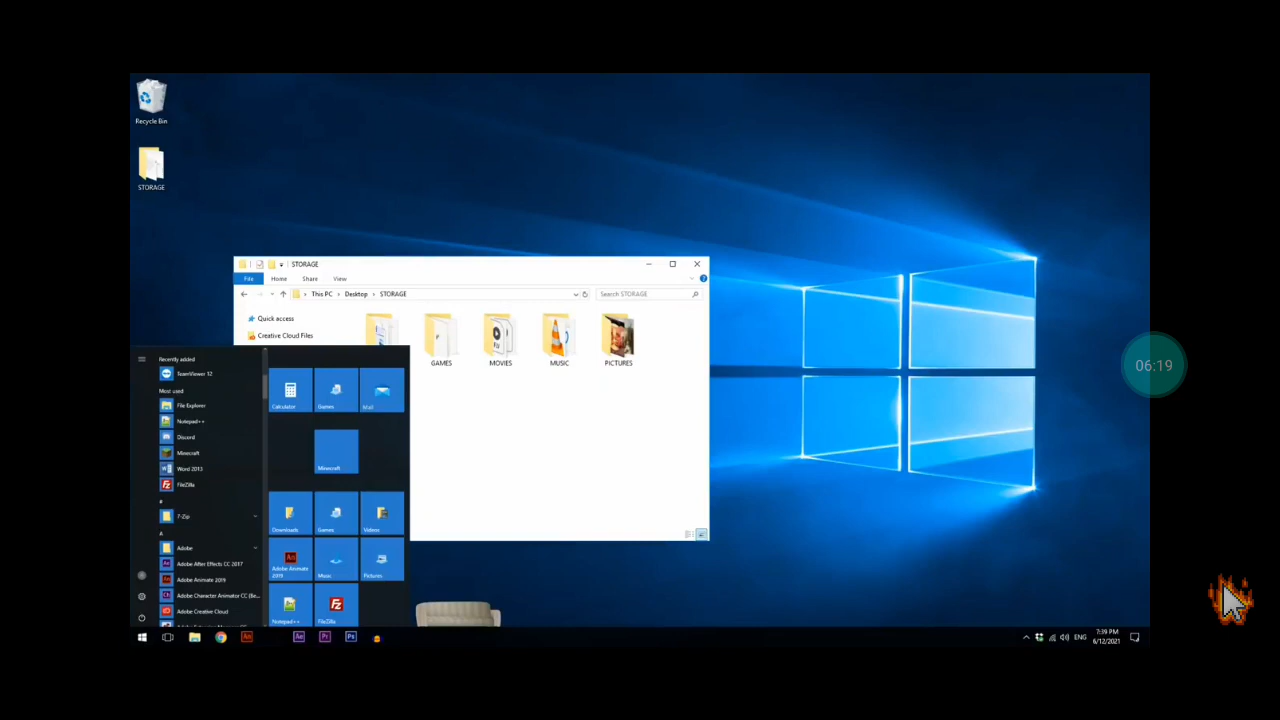 Recycle Bin
STORAGE
STORAGE
File Home Share View
This PC > Desktop > STORAGE
Search STORAGE
Quick access
Creative Cloud Files
GAMES MOVIES MUSIC PICTURES
Recently added
TeamViewer 12
Most used
File Explorer
Notepad++
Discord
Minecraft
Word 2013
FileZilla
#
7-Zip
A
Adobe
Adobe After Effects CC 2017
Adobe Animate 2019
Adobe Character Animator CC (Be...
Adobe Creative Cloud
Calculator Games Mail
Minecraft
Downloads Games Videos
Adobe Animate 2019
Music Pictures
Notepad++ FileZilla
06:19
An Ae Pr Ps
ENG
7:39 PM
6/12/2021